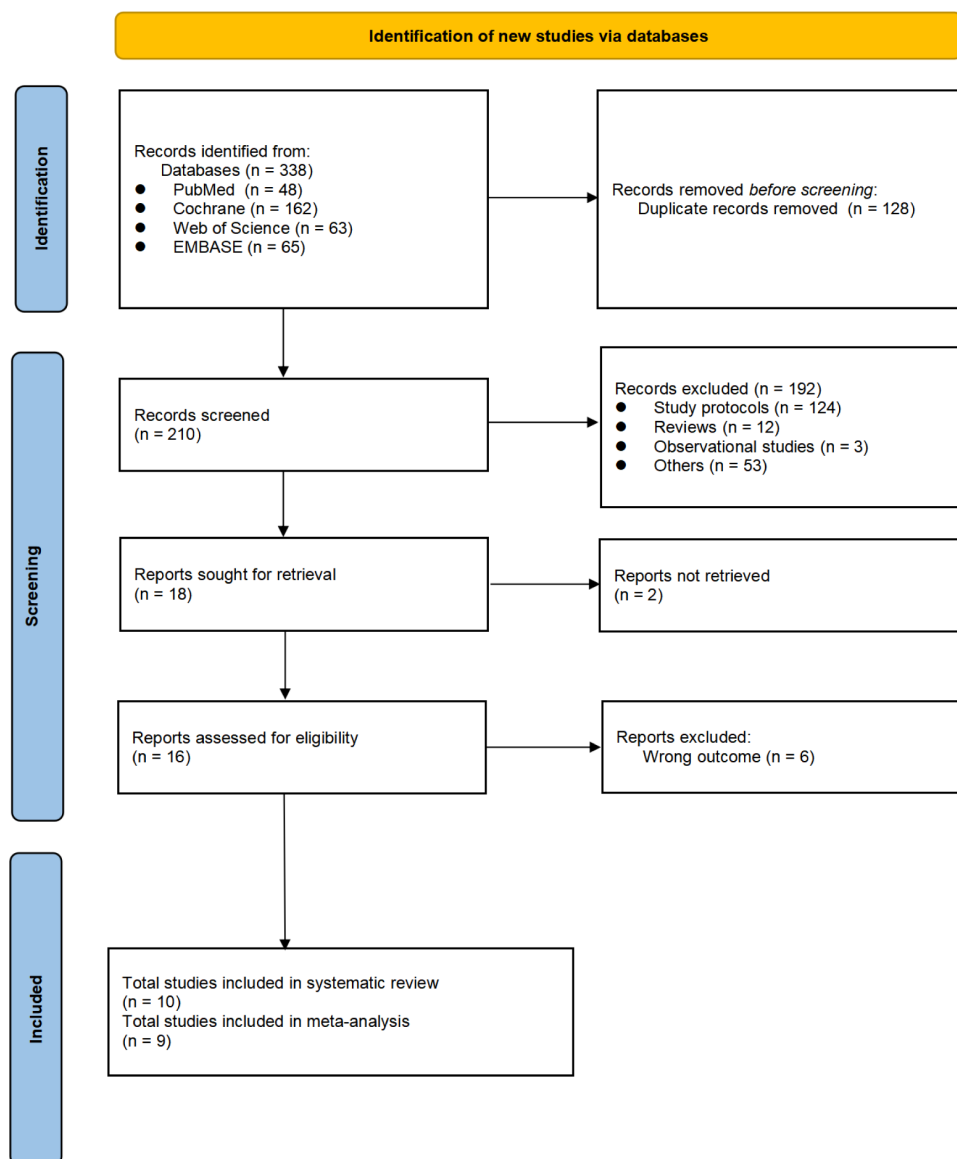 Identification of new studies via databases
Identification
Records identified from:
Databases (n = 338)
● PubMed (n = 48)
● Cochrane (n = 162)
● Web of Science (n = 63)
● EMBASE (n = 65)
Records removed before screening:
Duplicate records removed (n = 128)
Screening
Records screened
(n = 210)
Records excluded (n = 192)
● Study protocols (n = 124)
● Reviews (n = 12)
● Observational studies (n = 3)
● Others (n = 53)
Reports sought for retrieval
(n = 18)
Reports not retrieved
(n = 2)
Reports assessed for eligibility
(n = 16)
Reports excluded:
Wrong outcome (n = 6)
Included
Total studies included in systematic review
(n = 10)
Total studies included in meta-analysis
(n = 9)